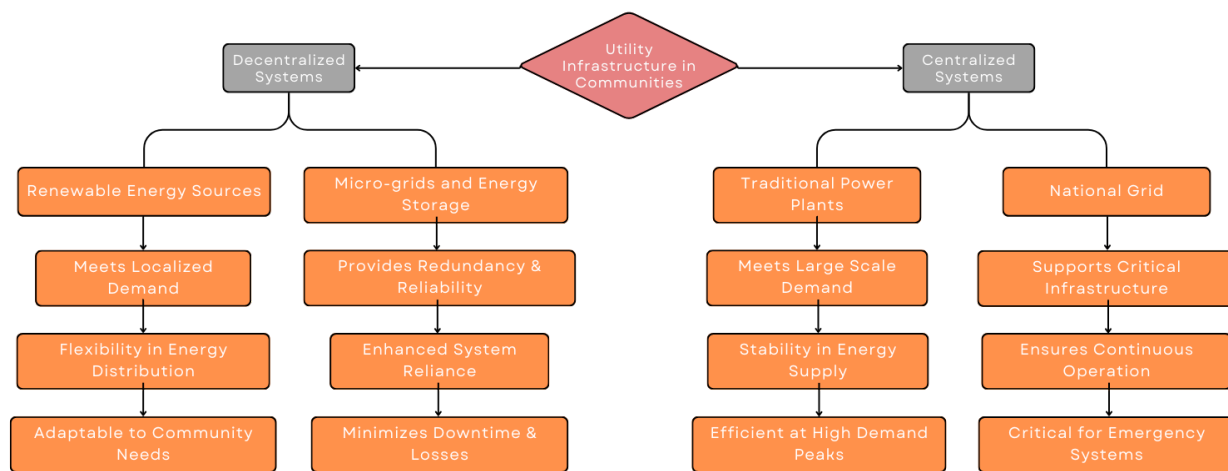 Utility
Infrastructure in
Communities
Decentralized
Systems
Centralized
Systems
Renewable Energy Sources
Micro-grids and Energy
Storage
Traditional Power
Plants
National Grid
Meets Localized
Demand
Provides Redundancy &
Reliability
Meets Large Scale
Demand
Supports Critical
Infrastructure
Flexibility in Energy
Distribution
Enhanced System
Reliance
Stability in Energy
Supply
Ensures Continuous
Operation
Adaptable to Community
Needs
Minimizes Downtime &
Losses
Efficient at High Demand
Peaks
Critical for Emergency
Systems